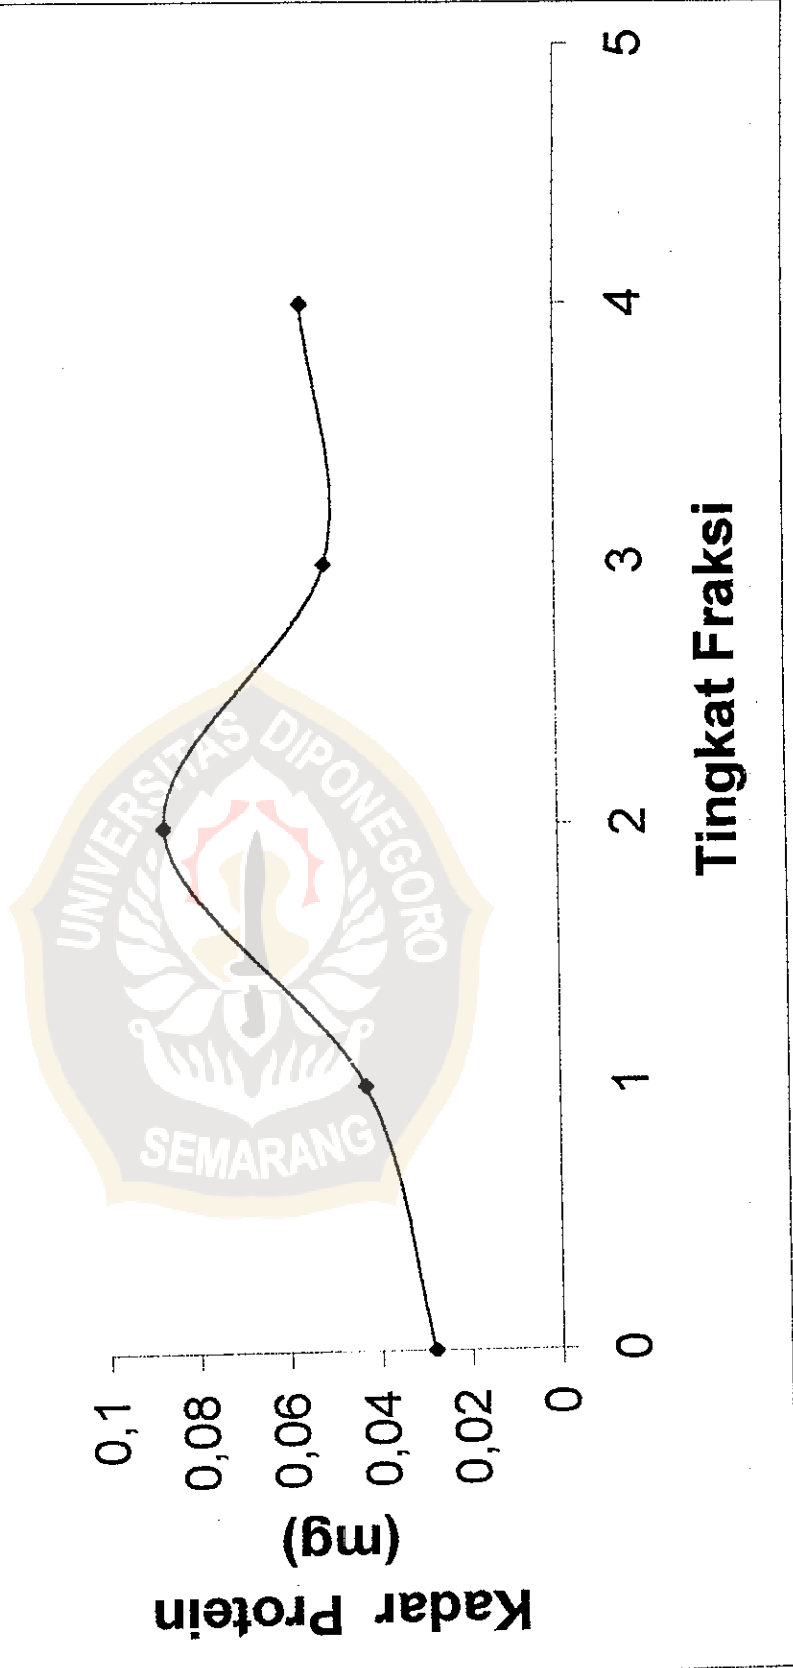 Kadar Protein
(mg)
0,1
0,08
0,06
0,04
0,02
0
0
1
2
3
4
5
Tingkat Fraksi
UNIVERSITAS DIPONEGORO
SEMARANG